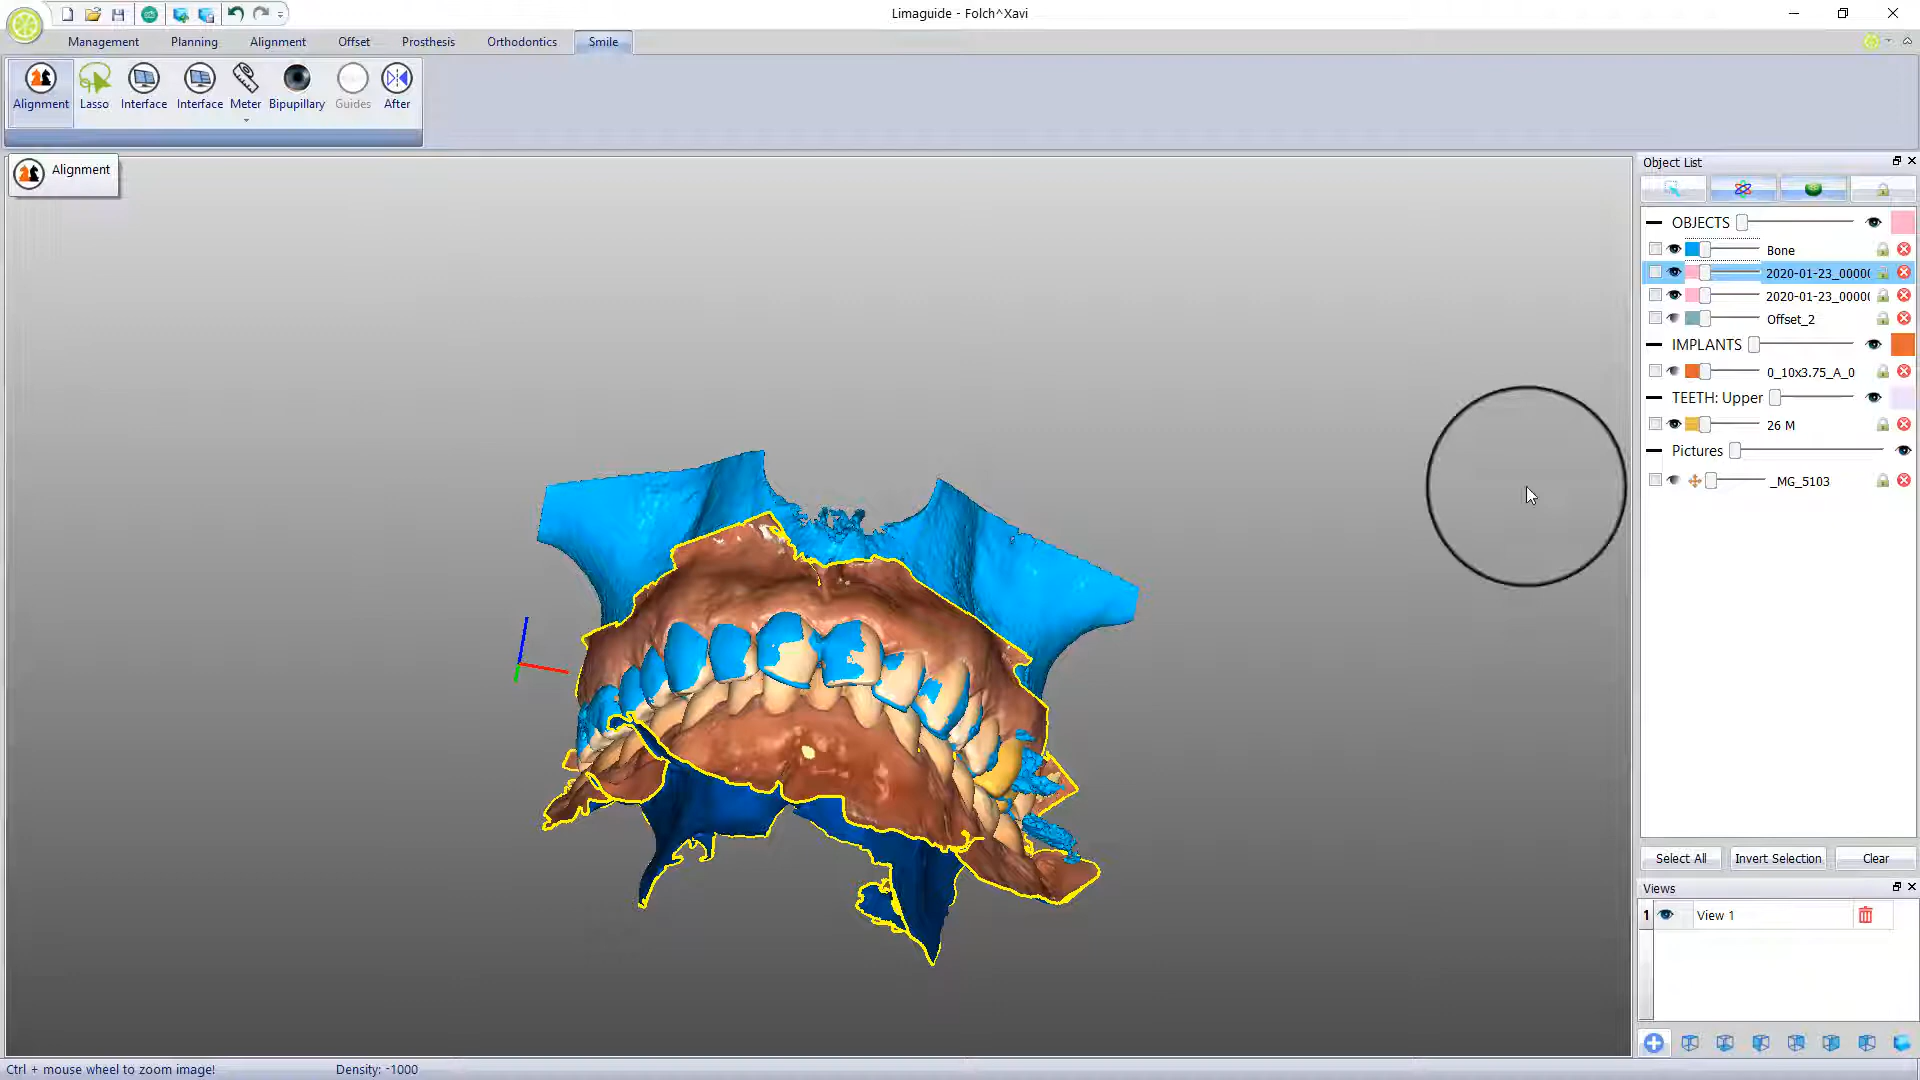 Limaguide - Folch^Xavi
Management Planning Alignment Offset Prosthesis Orthodontics Smile
Alignment Lasso Interface Interface Meter Bipupillary Guides After
Alignment
Object List
OBJECTS
Bone
2020-01-23_00000
2020-01-23_00000
Offset_2
IMPLANTS
0_10x3.75_A_0
TEETH: Upper
26 M
Pictures
_MG_5103
Select All Invert Selection Clear
Views
1 View 1
Ctrl + mouse wheel to zoom image! Density: -1000